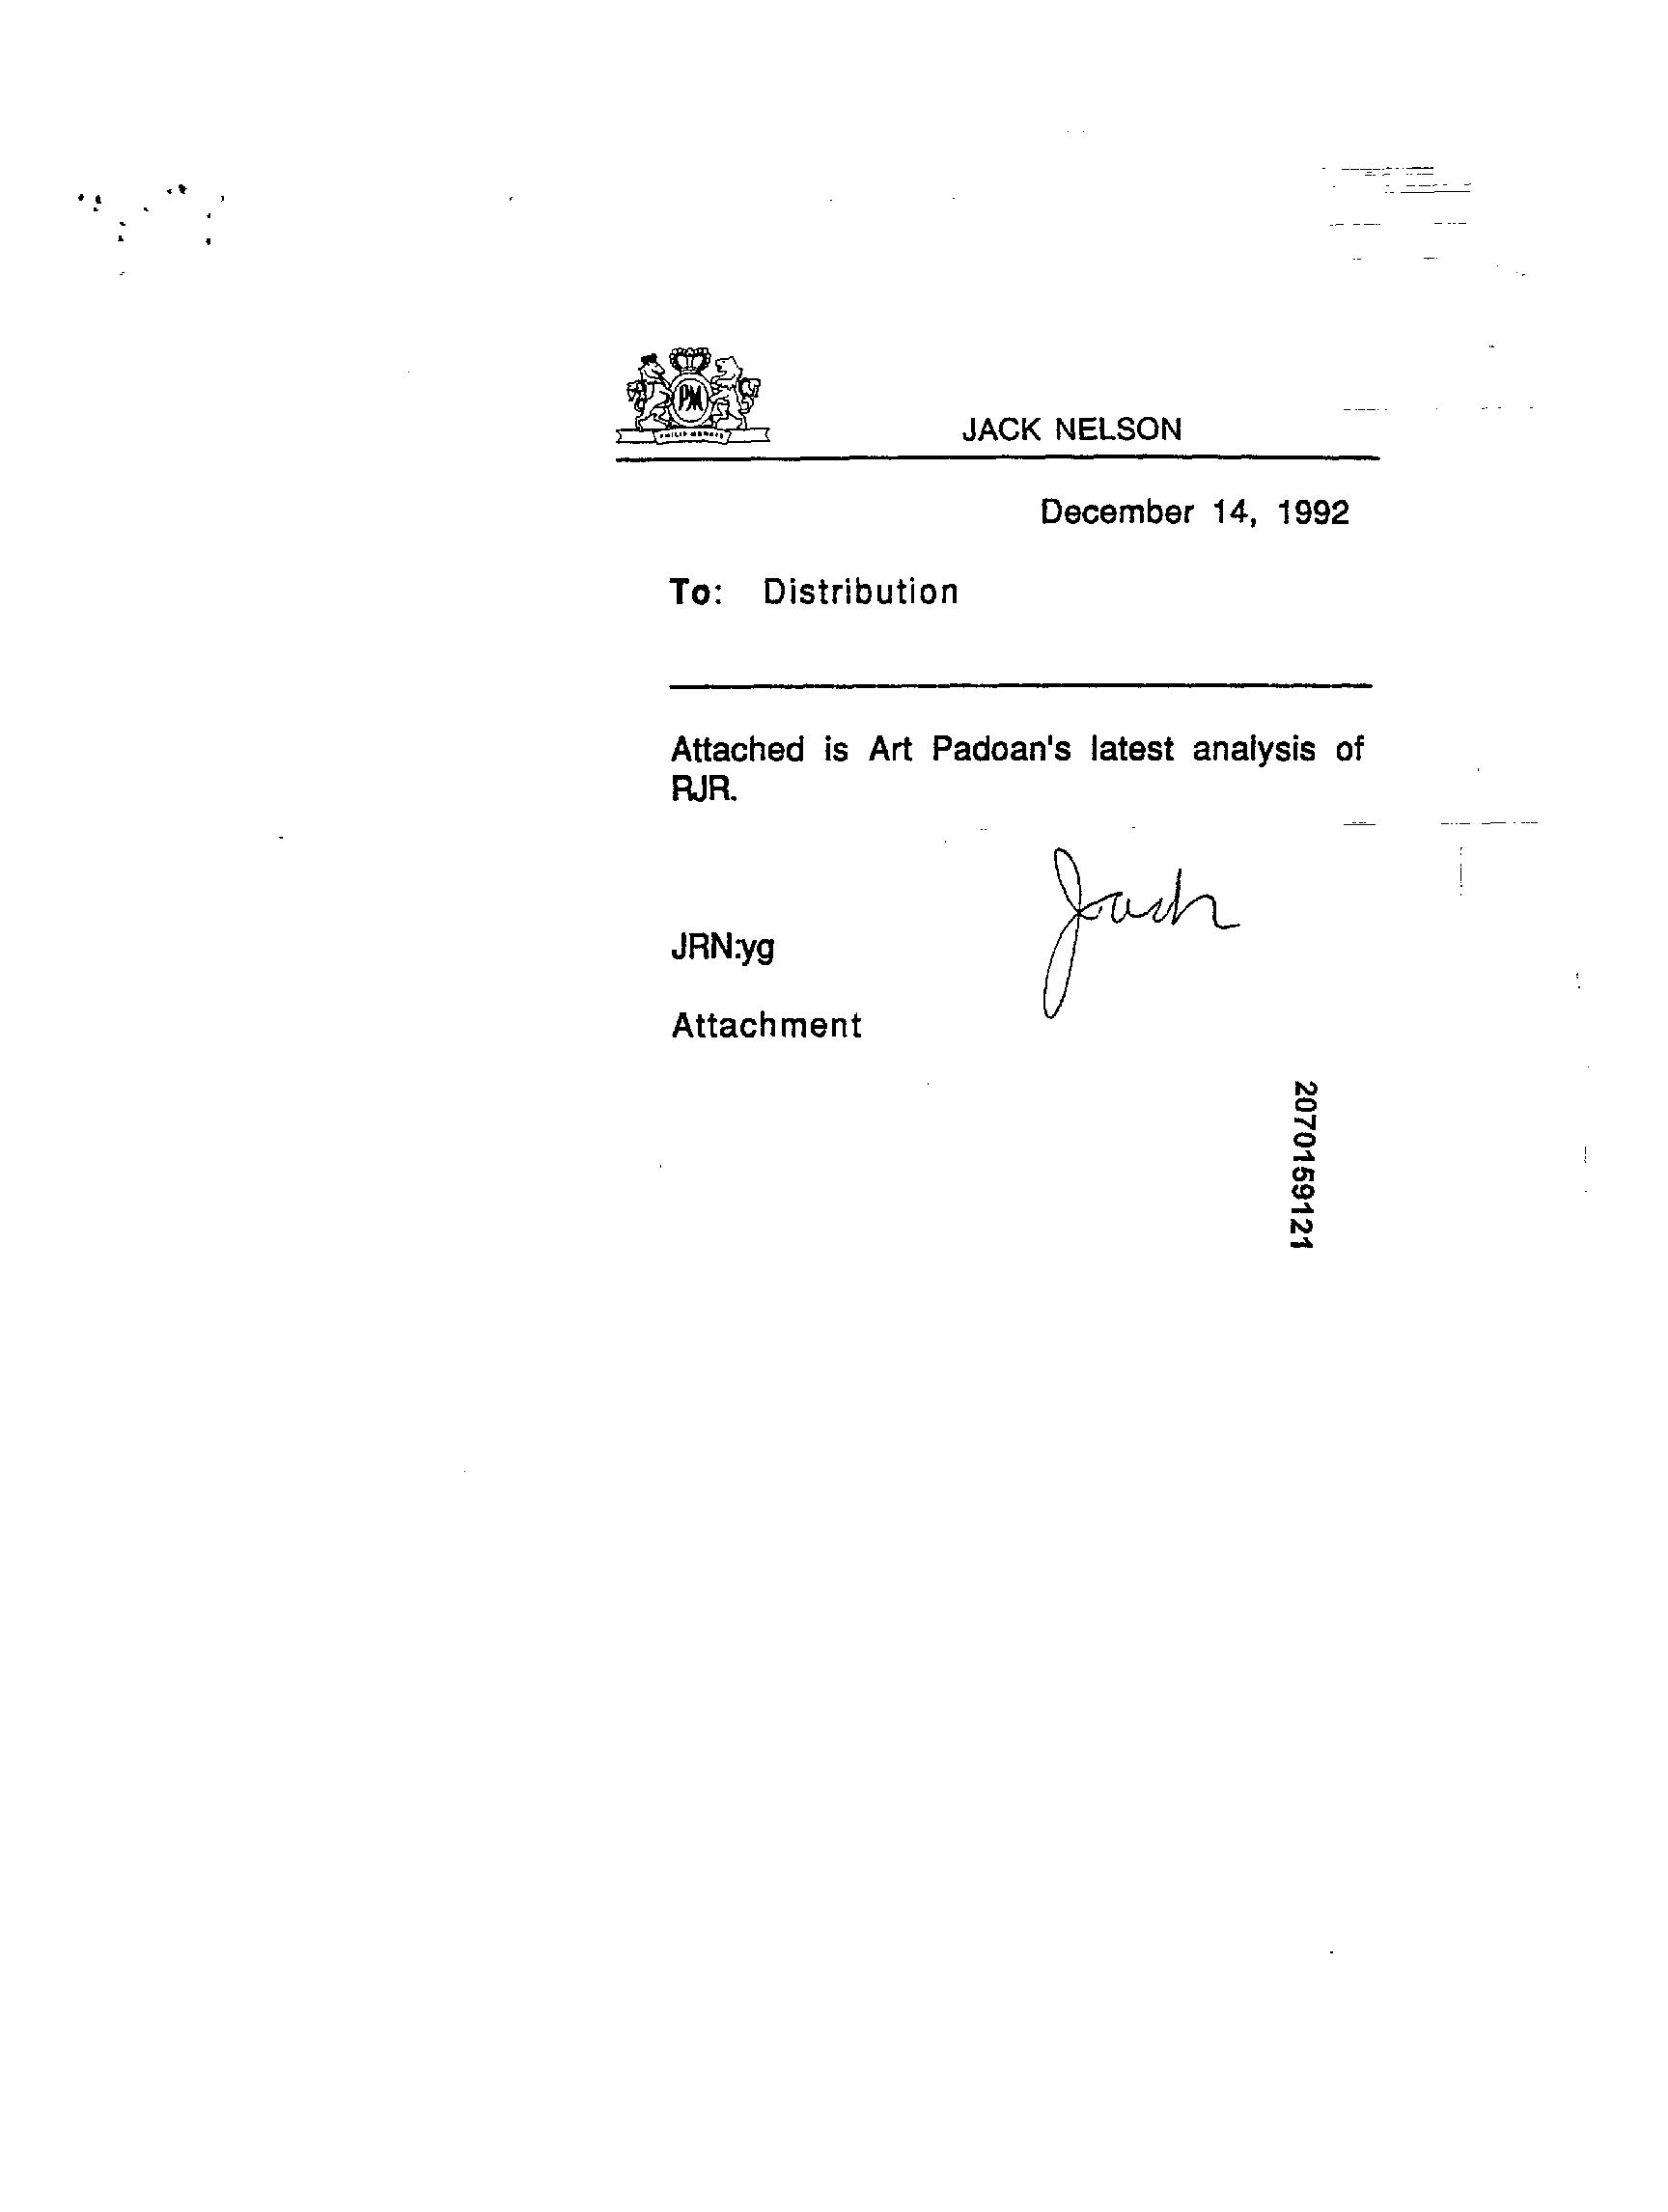 PM
PHILIP MORRIS
JACK NELSON
December 14, 1992
To: Distribution
Attached is Art Padoan's latest analysis of
RJR.
Jack
JRN:yg
Attachment
2070159121